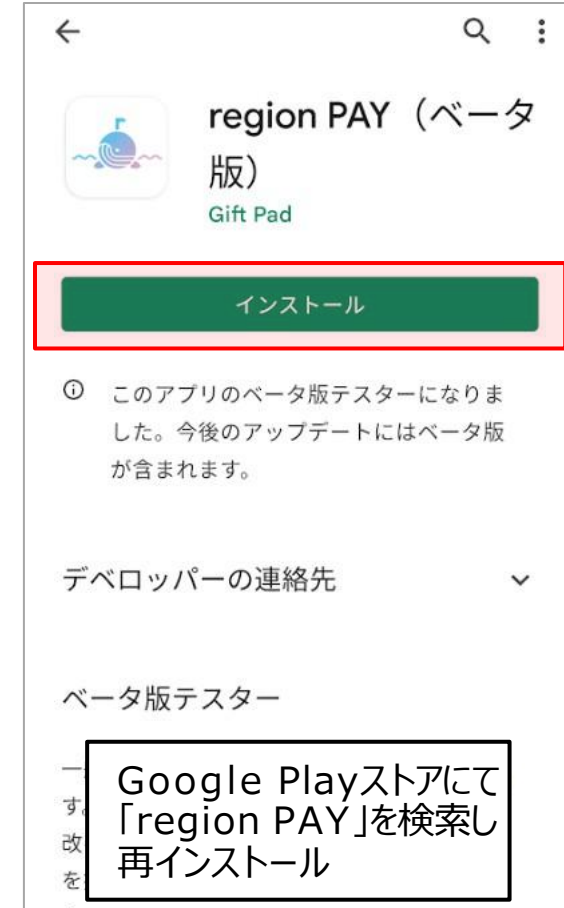 region PAY（ベータ
版）
Gift Pad
インストール
このアプリのベータ版テスターになりま
した。今後のアップデートにはベータ版
が含まれます。
デベロッパーの連絡先
ベータ版テスター
一
す。
改
を
Google Playストアにて
「region PAY」を検索し
再インストール